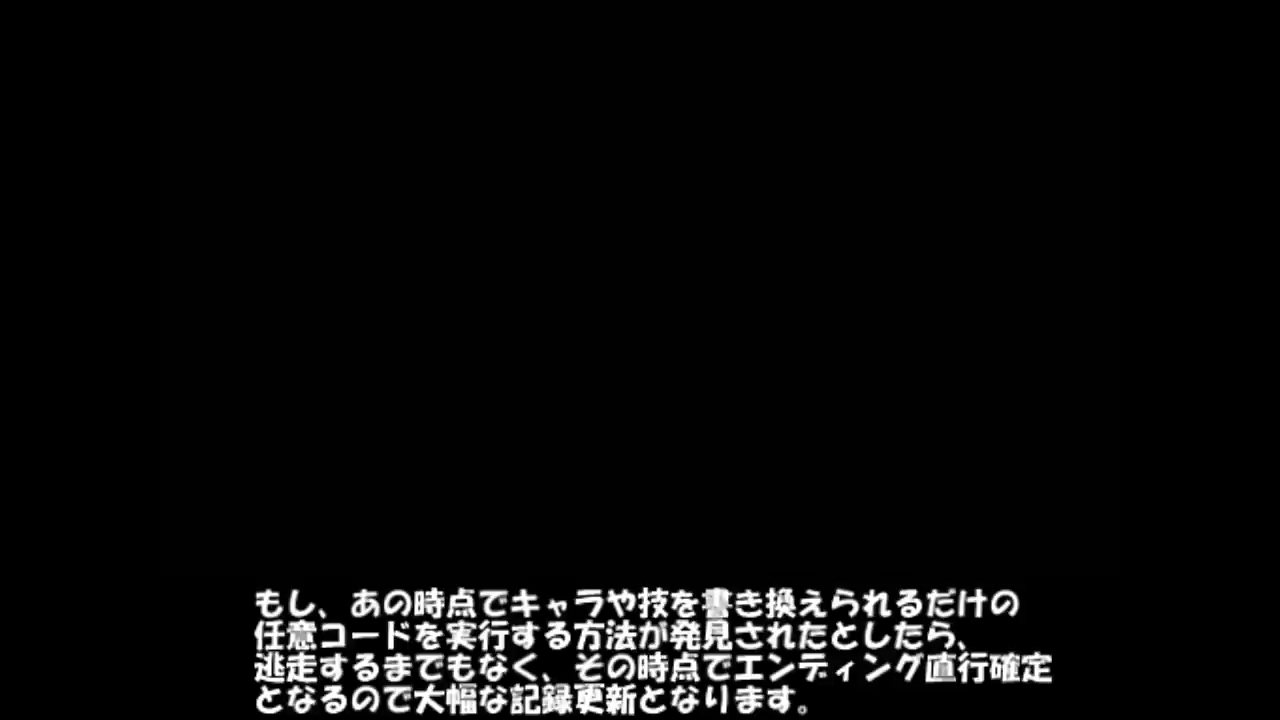 もし、あの時点でキャラや技を書き換えられるだけの
任意コードを実行する方法が発見されたとしたら、
逃走するまでもなく、その時点でエンディング直行確定
となるので大幅な記録更新となります。